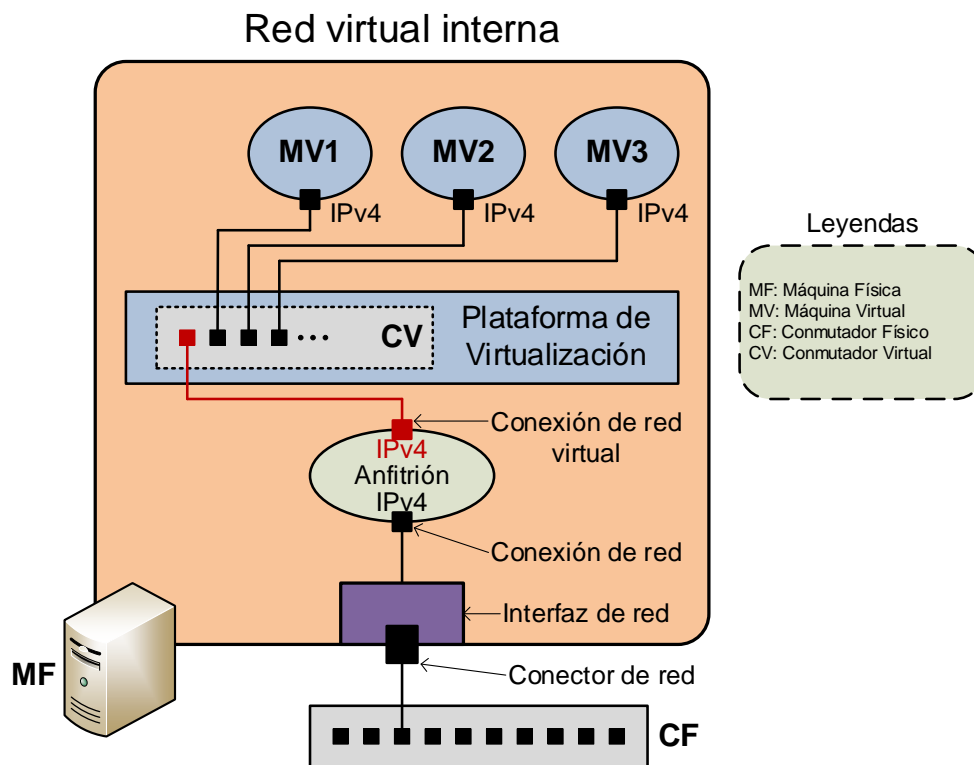 Red virtual interna
MV1
MV2
MV3
IPv4
IPv4
IPv4
Leyendas
MF: Máquina Física
MV: Máquina Virtual
CF: Conmutador Físico
CV: Conmutador Virtual
CV
Plataforma de
Virtualización
Conexión de red
virtual
IPv4
Anfitrión
IPv4
Conexión de red
Interfaz de red
MF
Conector de red
CF